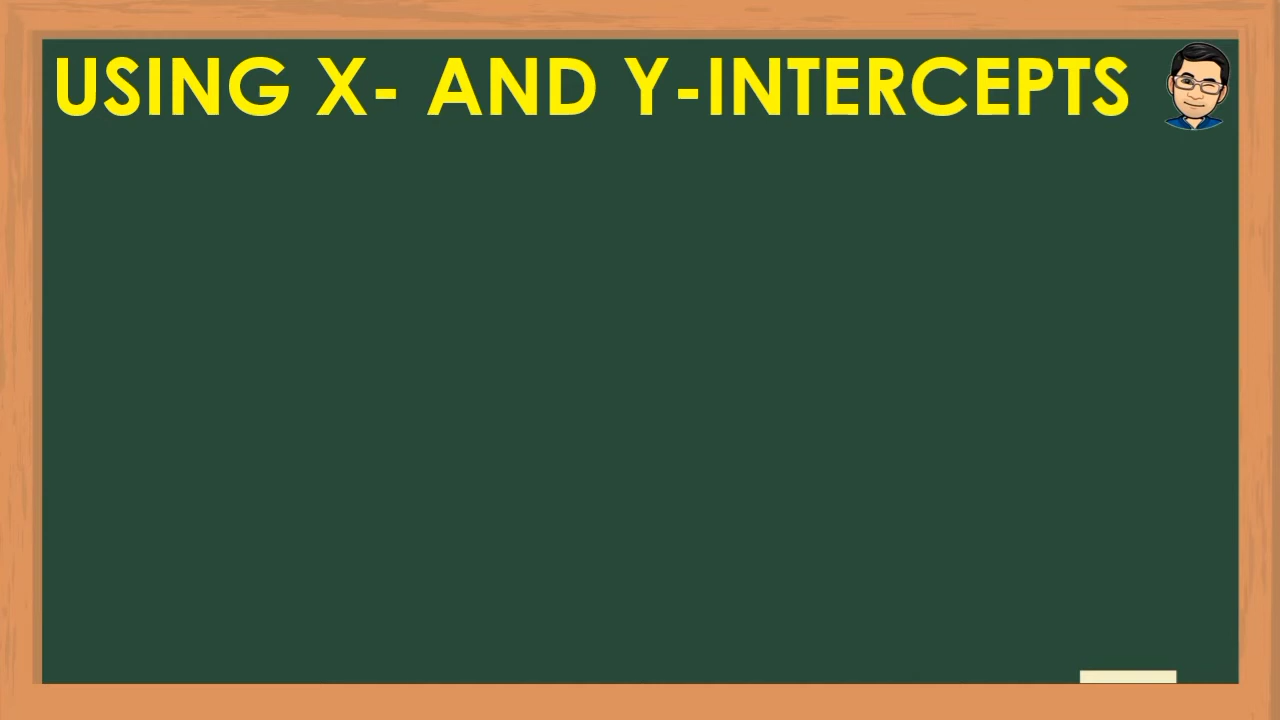 USING X- AND Y-INTERCEPTS